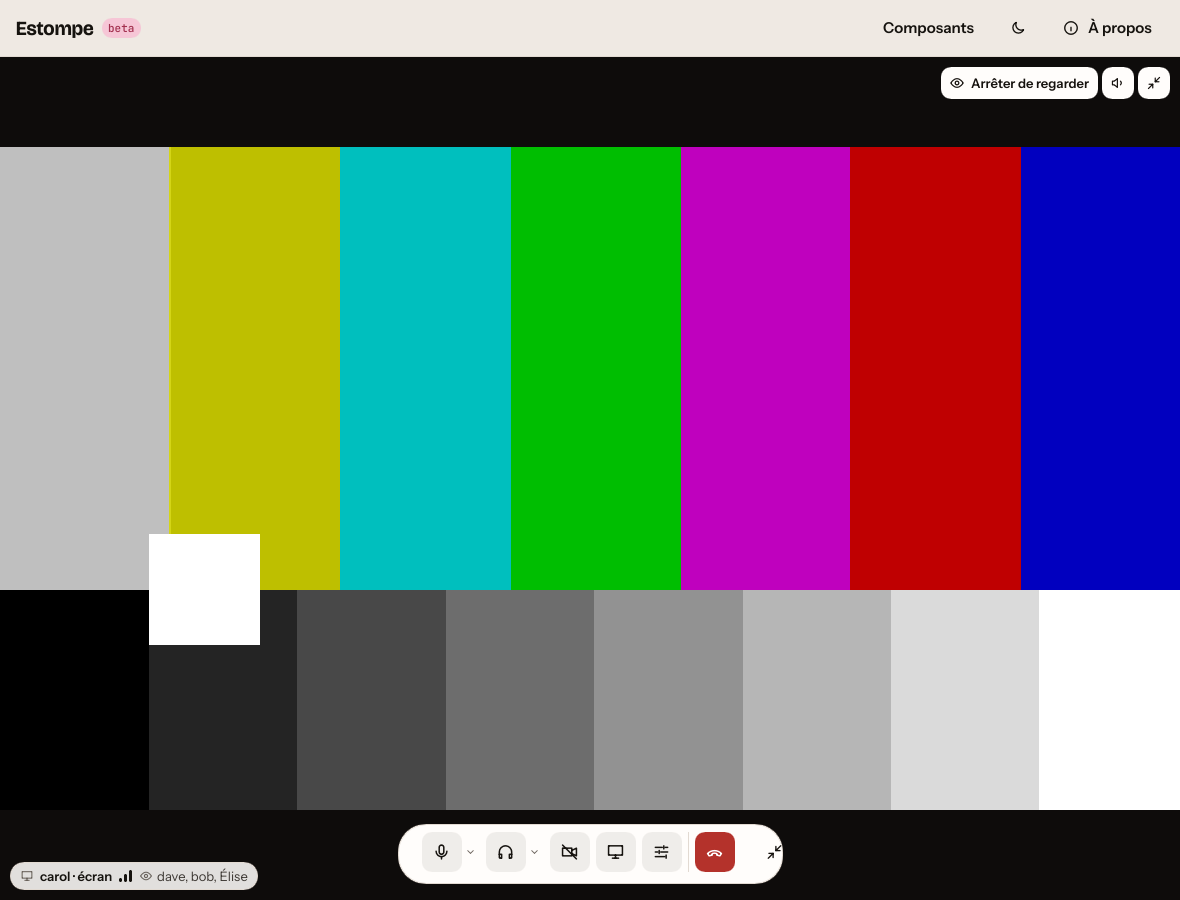 Estompe beta
Composants
À propos
Arrêter de regarder
carol · écran dave, bob, Élise